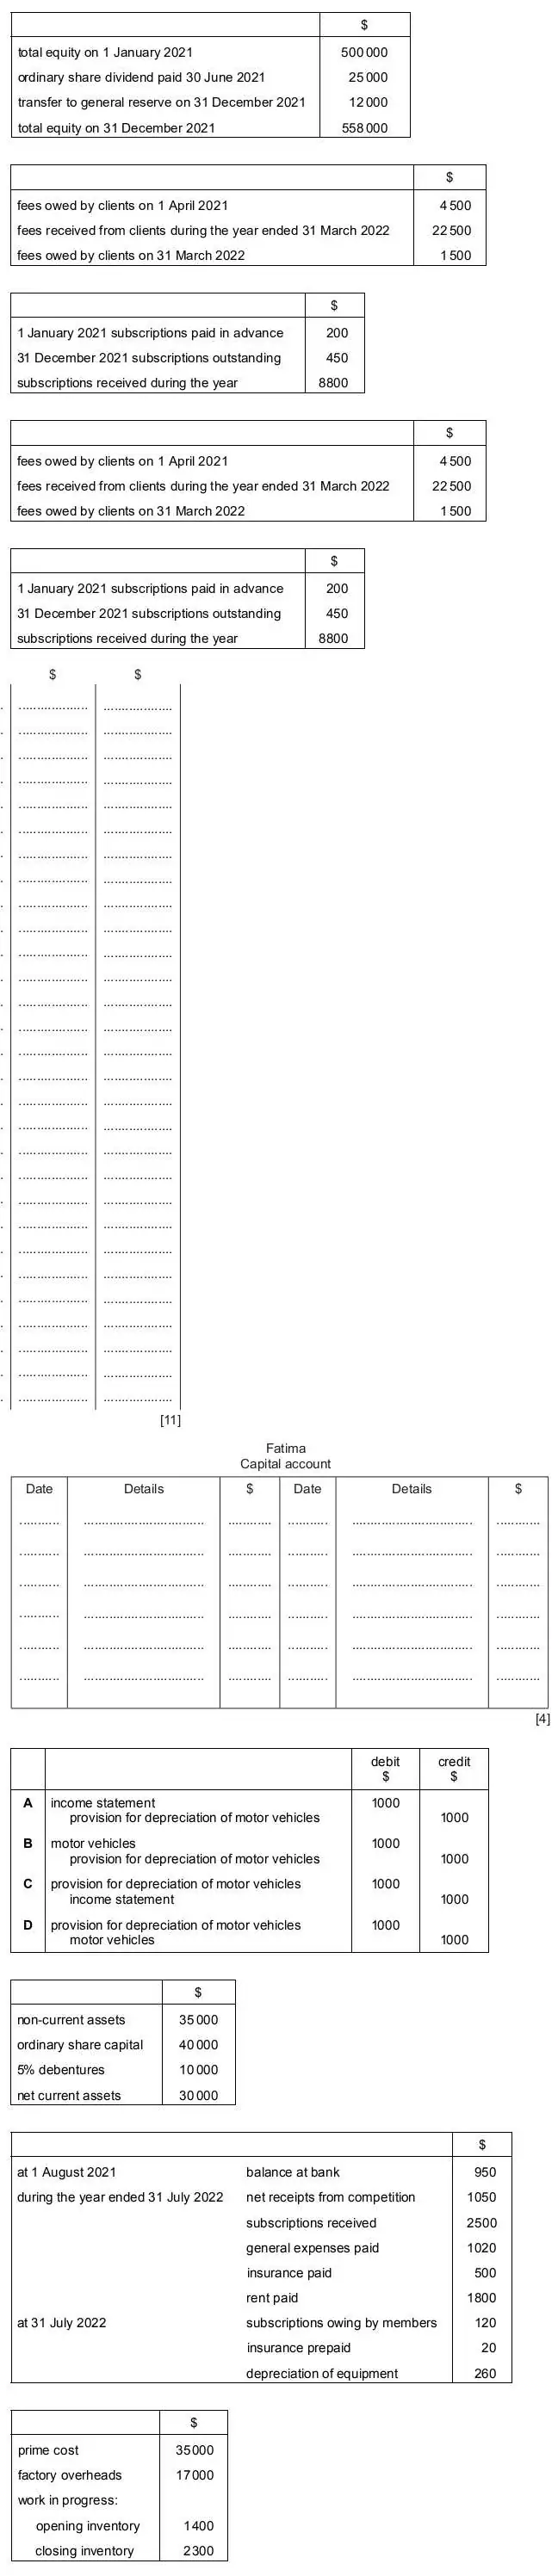 $
total equity on 1 January 2021 500 000
ordinary share dividend paid 30 June 2021 25 000
transfer to general reserve on 31 December 2021 12 000
total equity on 31 December 2021 558 000
$
fees owed by clients on 1 April 2021 4 500
fees received from clients during the year ended 31 March 2022 22 500
fees owed by clients on 31 March 2022 1 500
$
1 January 2021 subscriptions paid in advance 200
31 December 2021 subscriptions outstanding 450
subscriptions received during the year 8800
$
fees owed by clients on 1 April 2021 4 500
fees received from clients during the year ended 31 March 2022 22 500
fees owed by clients on 31 March 2022 1 500
$
1 January 2021 subscriptions paid in advance 200
31 December 2021 subscriptions outstanding 450
subscriptions received during the year 8800
$ $
[11]
Fatima
Capital account
Date Details $ Date Details $
[4]
debit credit
$ $
A income statement 1000
provision for depreciation of motor vehicles 1000
B motor vehicles 1000
provision for depreciation of motor vehicles 1000
C provision for depreciation of motor vehicles 1000
income statement 1000
D provision for depreciation of motor vehicles 1000
motor vehicles 1000
$
non-current assets 35 000
ordinary share capital 40 000
5% debentures 10 000
net current assets 30 000
$
at 1 August 2021 balance at bank 950
during the year ended 31 July 2022 net receipts from competition 1050
subscriptions received 2500
general expenses paid 1020
insurance paid 500
rent paid 1800
at 31 July 2022 subscriptions owing by members 120
insurance prepaid 20
depreciation of equipment 260
$
prime cost 35 000
factory overheads 17 000
work in progress:
opening inventory 1 400
closing inventory 2 300